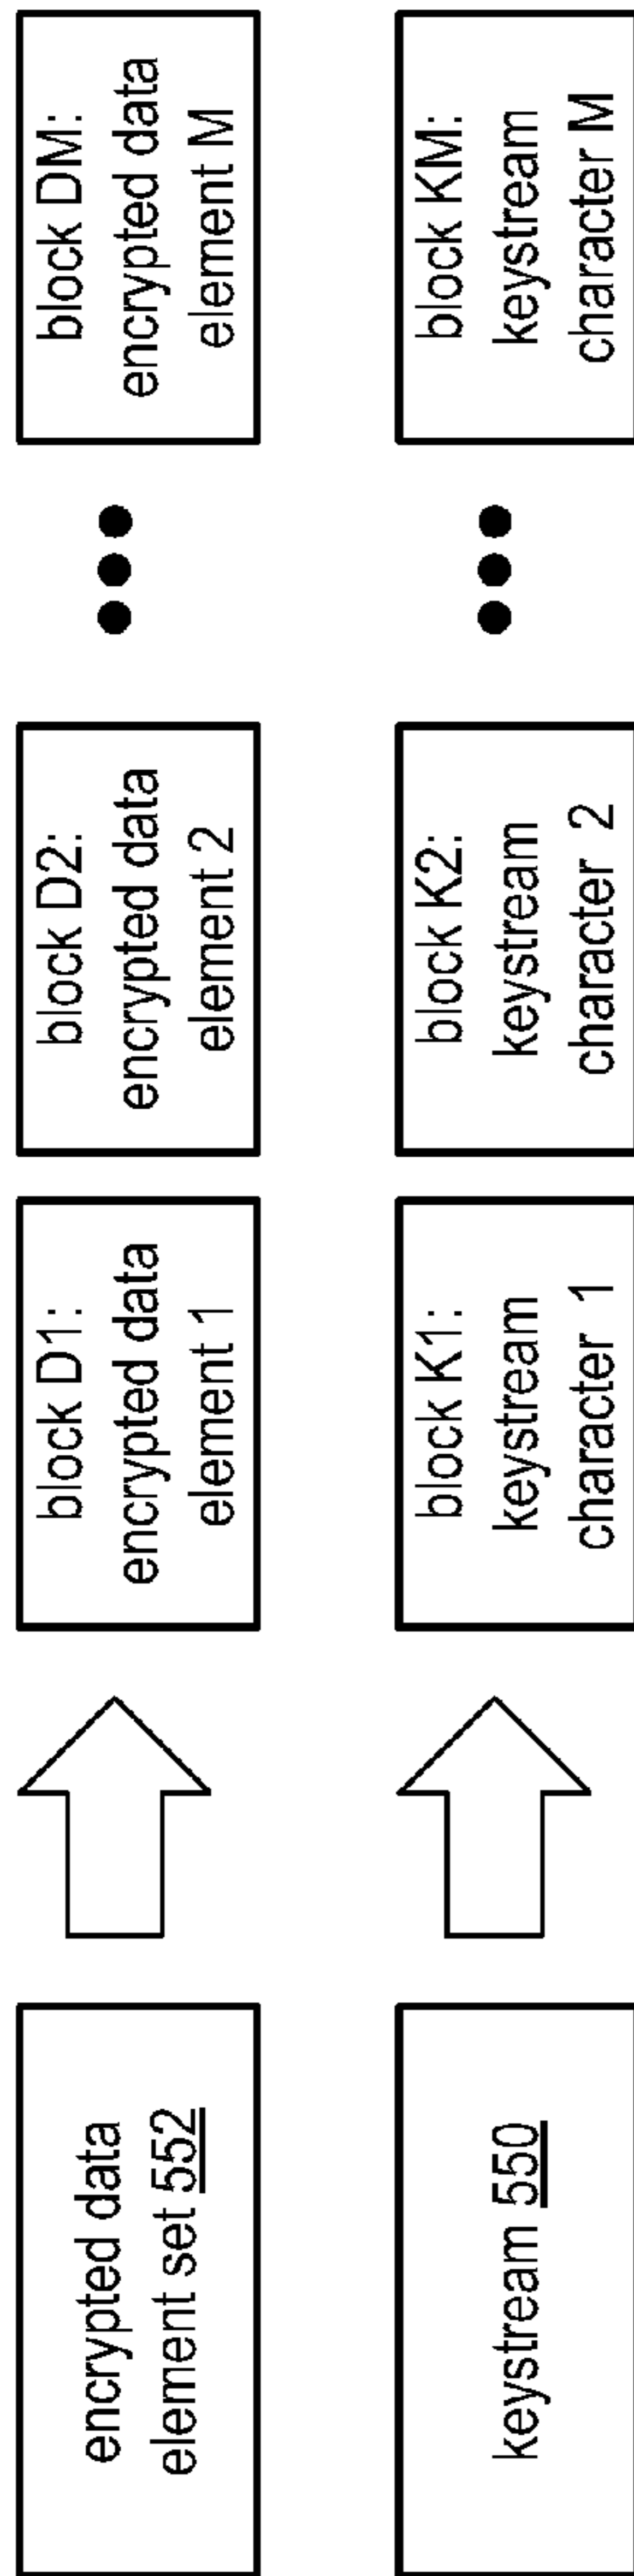 encrypted data
element set 552
block D1:
encrypted data
element 1
block D2:
encrypted data
element 2
block DM:
encrypted data
element M
keystream 550
block K1:
keystream
character 1
block K2:
keystream
character 2
block KM:
keystream
character M